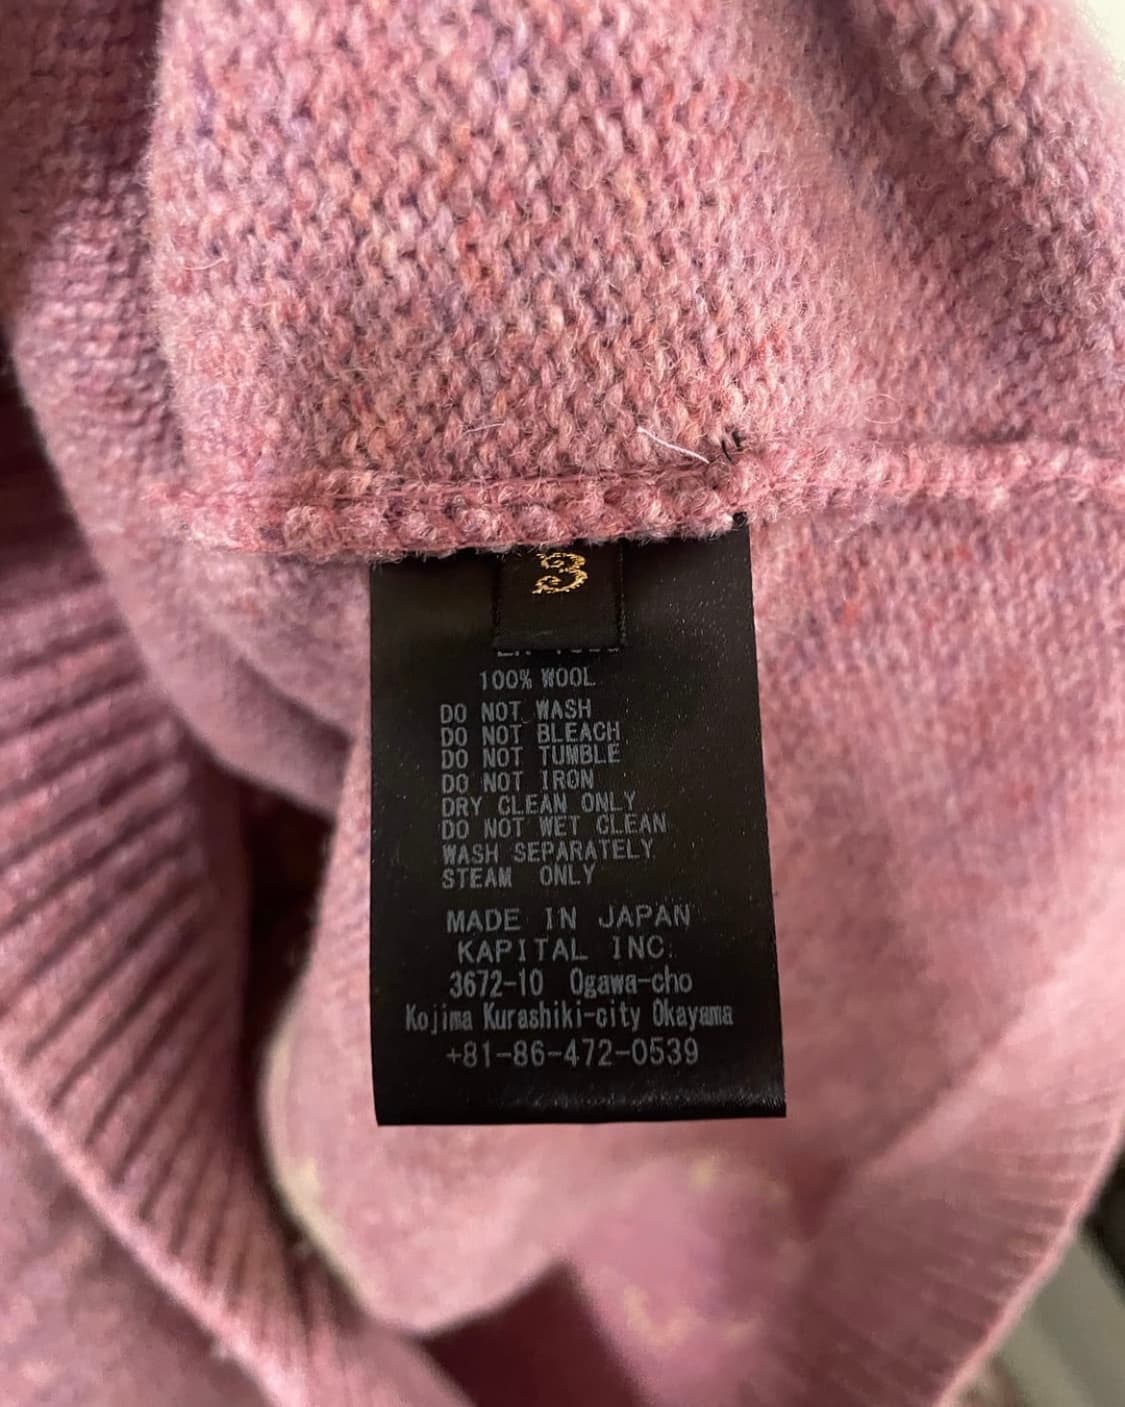 3
100% WOOL
DO NOT WASH
DO NOT BLEACH
DO NOT TUMBLE
DO NOT IRON
DRY CLEAN ONLY
DO NOT WET CLEAN
WASH SEPARATELY
STEAM ONLY
MADE IN JAPAN
KAPITAL INC.
3672-10 Ogawa-cho
Kojima Kurashiki-city Okayama
+81-86-472-0539